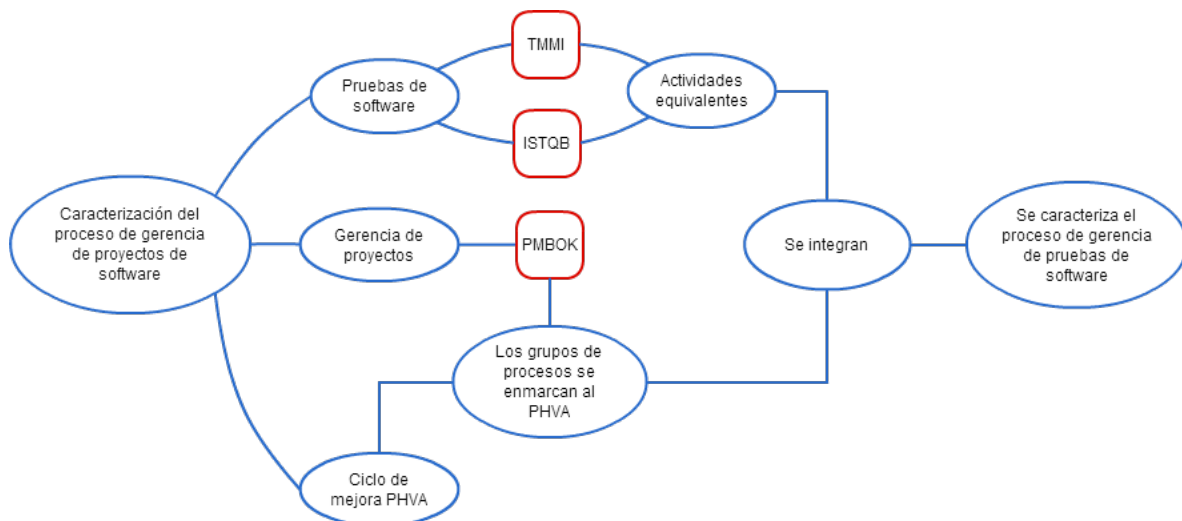 TMMI
Pruebas de
software
Actividades
equivalentes
ISTQB
Caracterización del
proceso de gerencia
de proyectos de
software
Gerencia de
proyectos
PMBOK
Se integran
Se caracteriza el
proceso de gerencia
de pruebas de
software
Los grupos de
procesos se
enmarcan al
PHVA
Ciclo de
mejora PHVA